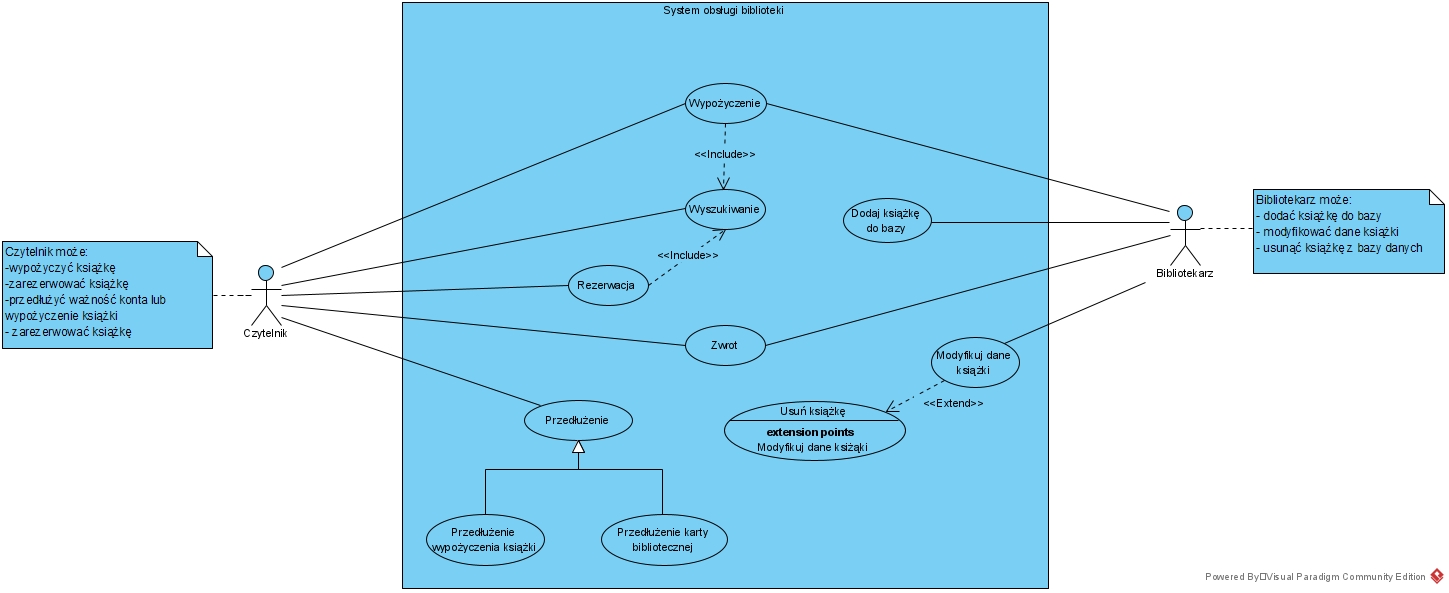 System obsługi biblioteki
Wypożyczenie
<<Include>>
Wyszukiwanie
Dodaj książkę
do bazy
<<Include>>
Rezerwacja
Zwrot
Modyfikuj dane
książki
<<Extend>>
Usuń książkę
extension points
Modyfikuj dane książąki
Przedłużenie
Przedłużenie
wypożyczenia książki
Przedłużenie karty
bibliotecznej
Czytelnik może:
-wypożyczyć książkę
-zarezerwować książkę
-przedłużyć ważność konta lub
wypożyczenie książki
- zarezerwować książkę
Czytelnik
Bibliotekarz
Bibliotekarz może:
- dodać książkę do bazy
- modyfikować dane książki
- usunąć książkę z bazy danych
Powered By□Visual Paradigm Community Edition